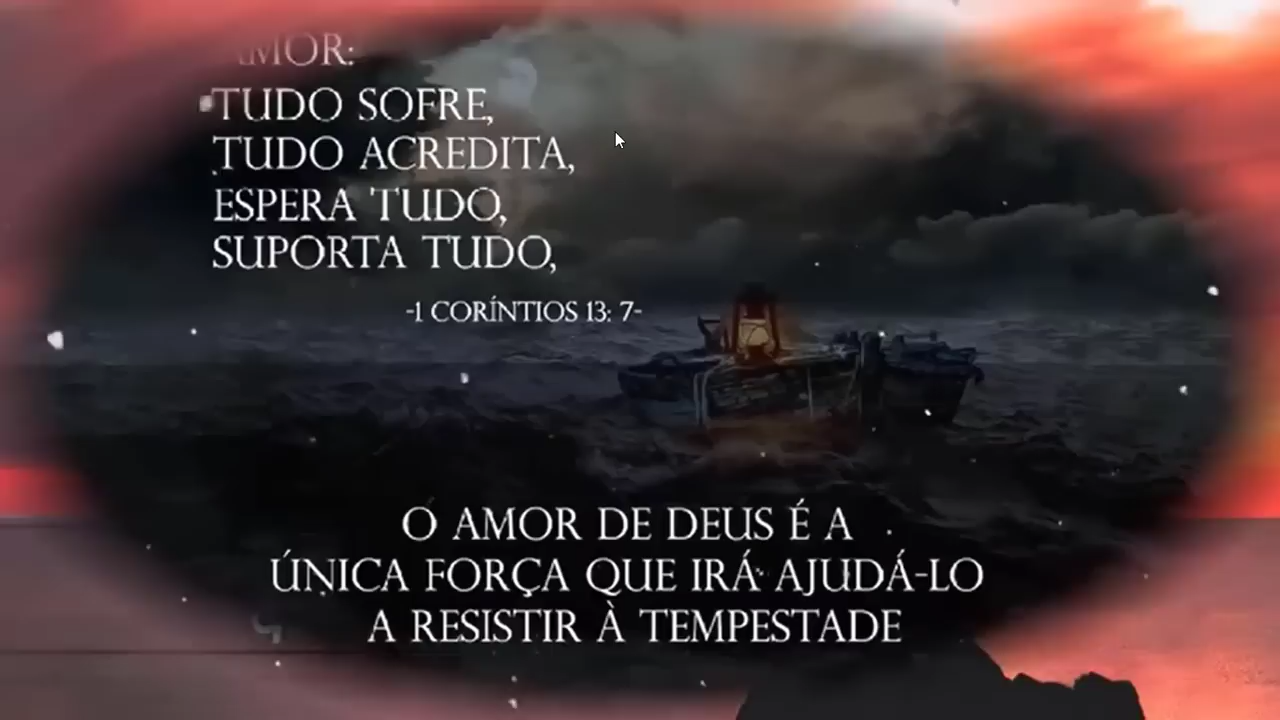 AMOR:
TUDO SOFRE,
TUDO ACREDITA,
ESPERA TUDO,
SUPORTA TUDO,
-1 CORÍNTIOS 13: 7-
O AMOR DE DEUS É A
ÚNICA FORÇA QUE IRÁ AJUDÁ-LO
A RESISTIR À TEMPESTADE